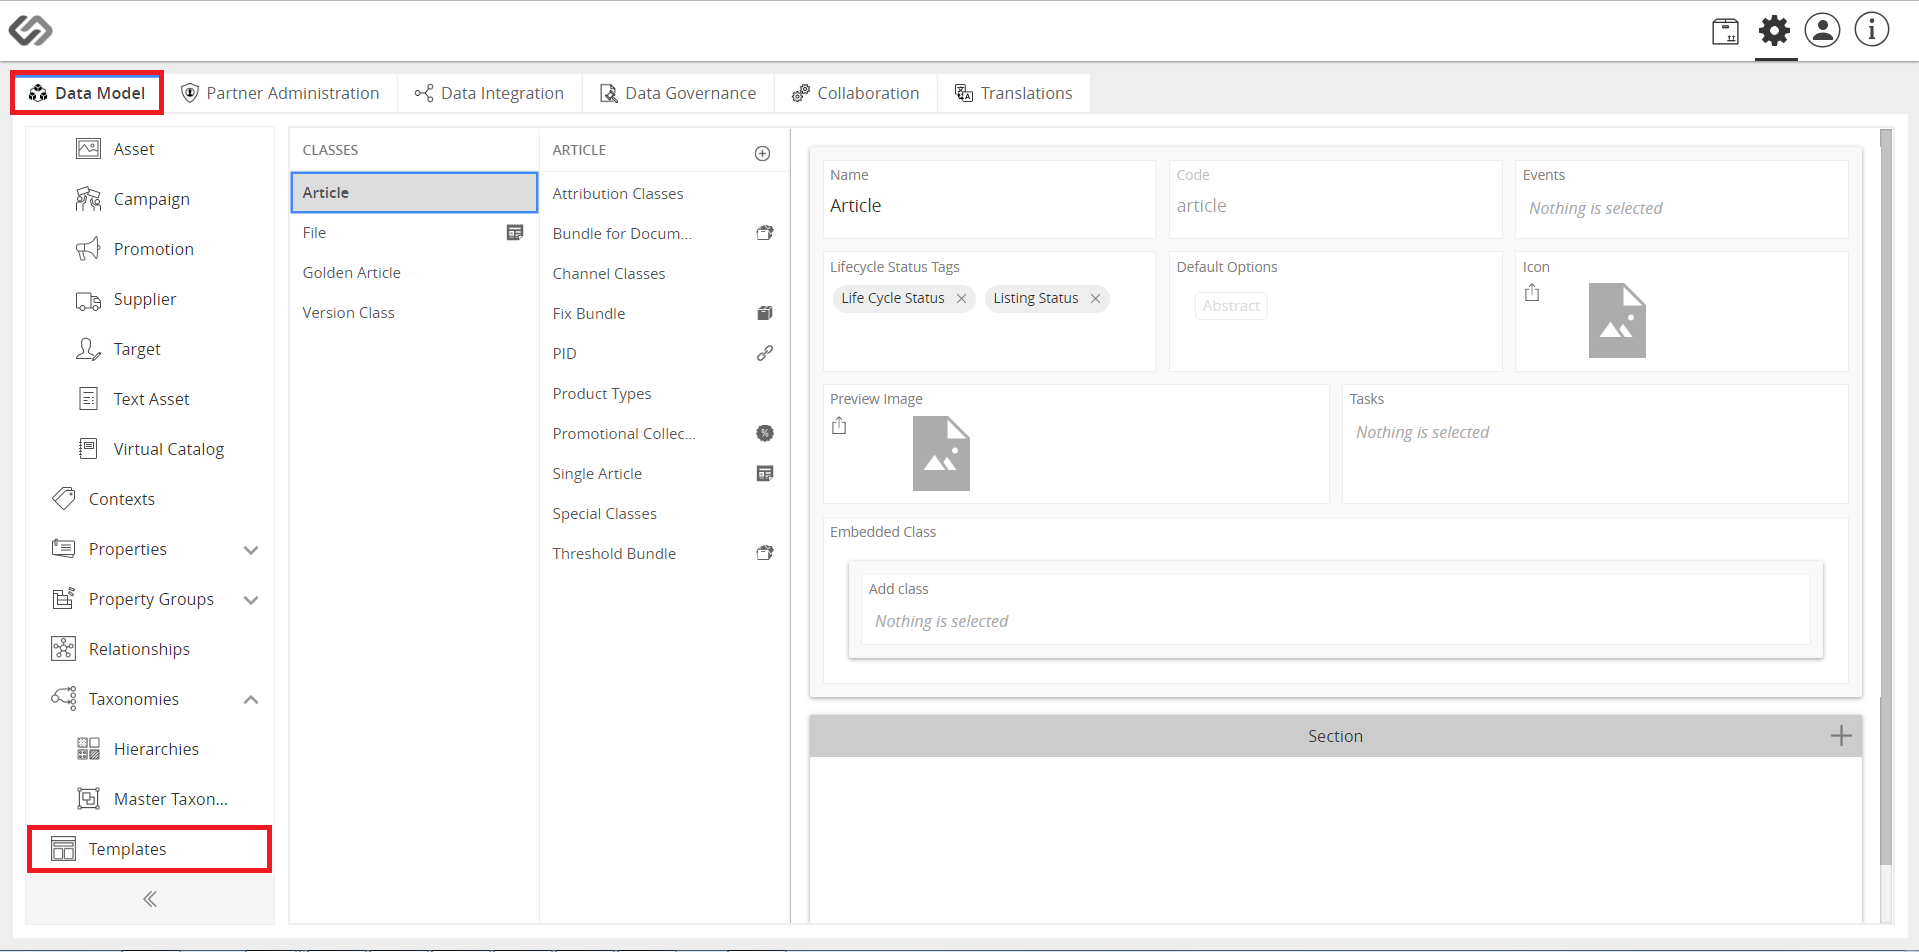 Data Model
Partner Administration
Data Integration
Data Governance
Collaboration
Translations
Asset
Campaign
Promotion
Supplier
Target
Text Asset
Virtual Catalog
Contexts
Properties
Property Groups
Relationships
Taxonomies
Hierarchies
Master Taxon...
Templates
CLASSES
Article
File
Golden Article
Version Class
ARTICLE
Attribution Classes
Bundle for Docum...
Channel Classes
Fix Bundle
PID
Product Types
Promotional Collec...
Single Article
Special Classes
Threshold Bundle
Name
Article
Code
article
Events
Nothing is selected
Lifecycle Status Tags
Life Cycle Status
Listing Status
Default Options
Abstract
Icon
Preview Image
Tasks
Nothing is selected
Embedded Class
Add class
Nothing is selected
Section